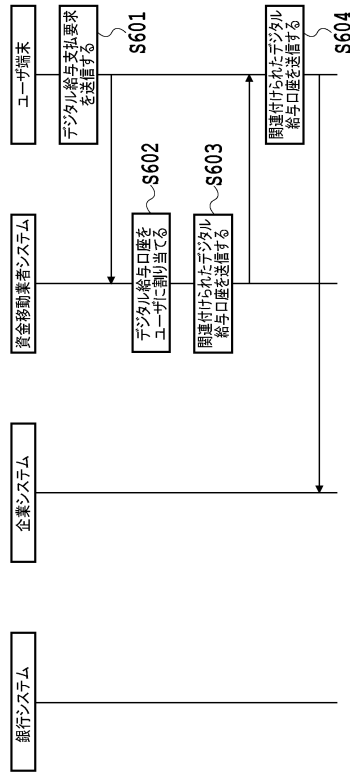 銀行システム
企業システム
資金移動業者システム
ユーザ端末
デジタル給与支払要求
を送信する
S601
デジタル給与口座を
ユーザに割り当てる
S602
関連付けられたデジタル
給与口座を送信する
S603
関連付けられたデジタル
給与口座を送信する
S604